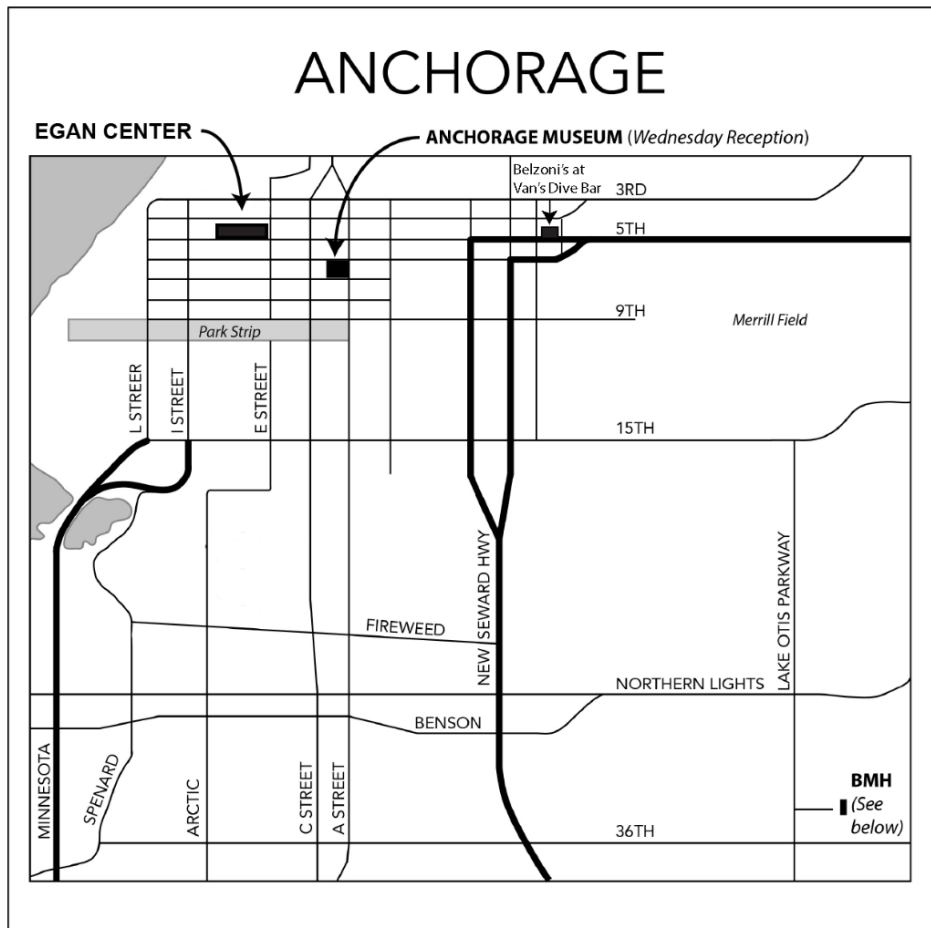 ANCHORAGE
EGAN CENTER
ANCHORAGE MUSEUM (Wednesday Reception)
Belzoni's at
Van's Dive Bar
3RD
5TH
9TH
Merrill Field
Park Strip
L STREER
I STREET
E STREET
15TH
NEW SEWARD HWY
LAKE OTIS PARKWAY
FIREWEED
NORTHERN LIGHTS
BENSON
MINNESOTA
SPENARD
ARCTIC
C STREET
A STREET
BMH
(See
below)
36TH